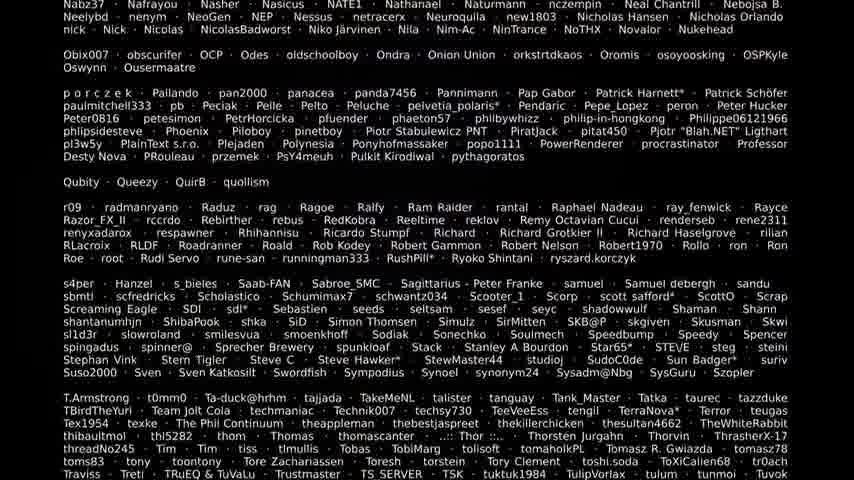 Nabz37 · Nafrayou · Nasher · Nasicus · NATE1 · Nathanael · Naturmann · nczempin · Neal Chantrill · Nebojsa B.
Neelybd · nenym · NeoGen · NEP · Nessus · netracerx · Neuroquila · new1803 · Nicholas Hansen · Nicholas Orlando
nick · Nick · Nicolas · NicolasBadworst · Niko Järvinen · Nila · Nim-Ac · NinTrance · NoTHX · Novalor · Nukehead
Obix007 · obscurifer · OCP · Odes · oldschoolboy · Ondra · Onion Union · orkstrtdkaos · Oromis · osoyoosking · OSPKyle
Oswynn · Ousermaatre
p o r c z e k · Pallando · pan2000 · panacea · panda7456 · Pannimann · Pap Gabor · Patrick Harnett* · Patrick Schöfer
paulmitchell333 · pb · Peciak · Pelle · Pelto · Peluche · pelvetia_polaris* · Pendaric · Pepe_Lopez · peron · Peter Hucker
Peter0816 · petesimon · PetrHorcicka · pfuender · phaeton57 · philbywhizz · philip-in-hongkong · Philippe06121966
phlipsidesteve · Phoenix · Piloboy · pinetboy · Piotr Stabulewicz PNT · PiratJack · pitat450 · Pjotr "Blah.NET" Ligthart
pl3w5y · PlainText s.r.o. · Plejaden · Polynesia · Ponyhofmassaker · popo1111 · PowerRenderer · procrastinator · Professor
Desty Nova · PRouleau · przemek · PsY4meuh · Pulkit Kirodiwal · pythagoratos
Qubity · Queezy · QuirB · quollism
r09 · radmanryano · Raduz · rag · Ragoe · Ralfy · Ram Raider · rantal · Raphael Nadeau · ray_fenwick · Rayce
Razor_FX_II · rccrdo · Rebirther · rebus · RedKobra · Reeltime · reklov · Remy Octavian Cucui · renderseb · rene2311
renyxadarox · respawner · Rhihannisu · Ricardo Stumpf · Richard · Richard Grotkier II · Richard Haselgrove · rilian
RLacroix · RLDF · Roadranner · Roald · Rob Kodey · Robert Gammon · Robert Nelson · Robert1970 · Rollo · ron · Ron
Roe · root · Rudi Servo · rune-san · runningman333 · RushPill* · Ryoko Shintani · ryszard.korczyk
s4per · Hanzel · s_bieles · Saab-FAN · Sabroe_SMC · Sagittarius - Peter Franke · samuel · Samuel debergh · sandu
sbmtl · scfredricks · Scholastico · Schumimax7 · schwantz034 · Scooter_1 · Scorp · scott safford* · ScottO · Scrap
Screaming Eagle · SDI · sdl* · Sebastien · seeds · seitsam · sesef · seyc · shadowwulf · Shaman · Shann
shantanumhjn · ShibaPook · shka · SiD · Simon Thomsen · Simulz · SirMitten · SKB@P · skgiven · Skusman · Skwi
sl1d3r · slowroland · smilesvua · smoenkhoff · Sodiak · Sonechko · Soulmech · Speedbump · Speedy · Spencer
spingadus · spinner@ · Sprecher Brewery · spunkloaf · Stack · Stanley A Bourdon · Star65* · STE\/E · steg · steini
Stephan Vink · Stern Tigler · Steve C · Steve Hawker* · StewMaster44 · studioj · SudoC0de · Sun Badger* · suriv
Suso2000 · Sven · Sven Katkosilt · Swordfish · Sympodius · Synoel · synonym24 · Sysadm@Nbg · SysGuru · Szopler
T.Armstrong · t0mm0 · Ta-duck@hrhm · tajjada · TakeMeNL · talister · tanguay · Tank_Master · Tatka · taurec · tazzduke
TBirdTheYuri · Team Jolt Cola · techmaniac · Technik007 · techsy730 · TeeVeeEss · tengil · TerraNova* · Terror · teugas
Tex1954 · texke · The Phil Continuum · theappleman · thebestjaspreet · thekillerchicken · thesultan4662 · TheWhiteRabbit
thibaultmol · thl5282 · thom · Thomas · thomascanter · ..:: Thor ::.. · Thorsten Jurgahn · Thorvin · ThrasherX-17
threadNo245 · Tim · Tim · tiss · tlmullis · Tobas · TobiMarg · tolisoft · tomaholkPL · Tomasz R. Gwiazda · tomasz78
toms83 · tony · toontony · Tore Zachariassen · Toresh · torstein · Tory Clement · toshi.soda · ToXiCalien68 · tr0ach
Traviss · Tretl · TRuEQ & TuVaLu · Trustmaster · TS_SERVER · TSK · tuktuk1984 · TulipVorlax · tulum · tunmoi · Tuvok